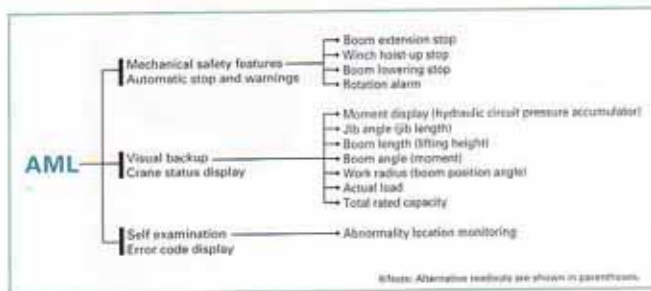 AML
Mechanical safety features
Automatic stop and warnings
Boom extension stop
Winch hoist-up stop
Boom lowering stop
Rotation alarm
Visual backup
Crane status display
Moment display (hydraulic circuit pressure accumulator)
Jib angle (jib length)
Boom length (lifting height)
Boom angle (moment)
Work radius (boom position angle)
Actual load
Total rated capacity
Self examination
Error code display
Abnormality location monitoring
※Note: Alternative readouts are shown in parentheses.